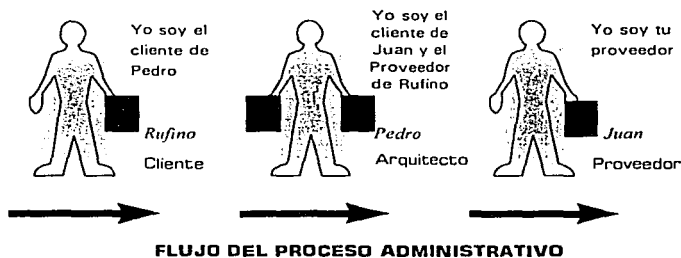 Yo soy el
cliente de
Pedro
Rufino
Cliente
Yo soy el
cliente de
Juan y el
Proveedor
de Rufino
Pedro
Arquitecto
Yo soy tu
proveedor
Juan
Proveedor
FLUJO DEL PROCESO ADMINISTRATIVO